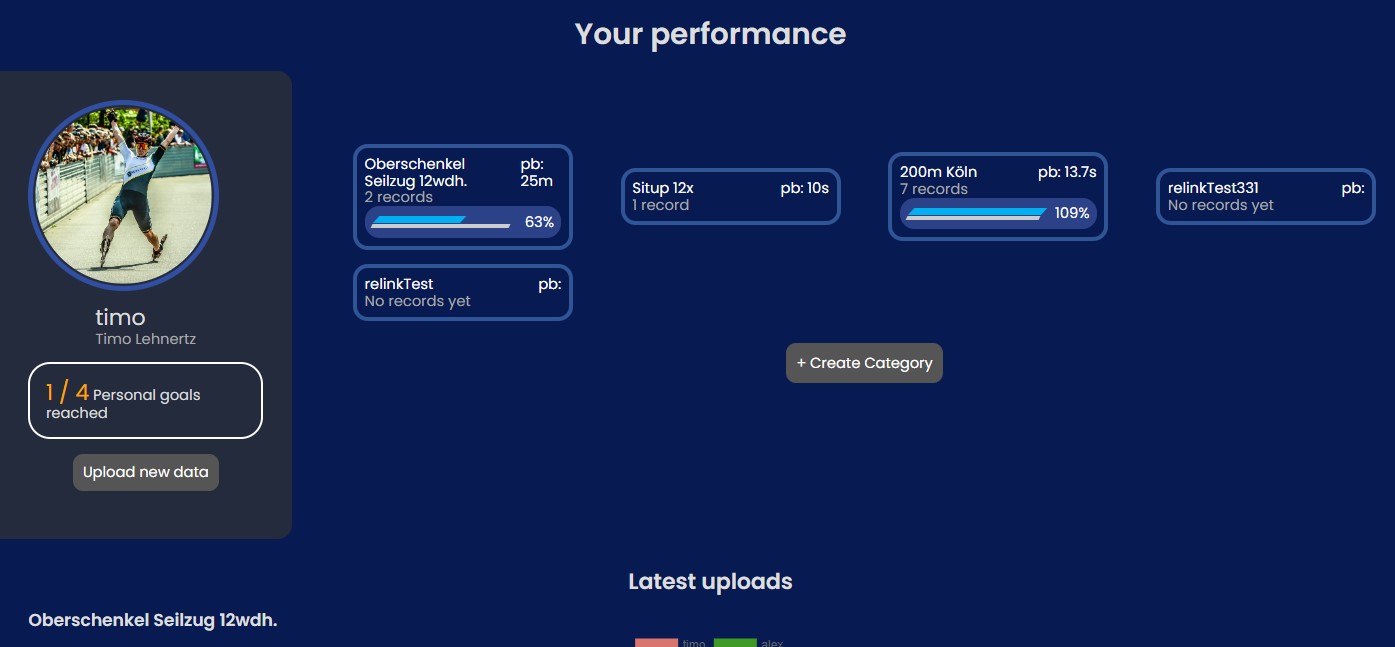 Your performance
timo
Timo Lehnertz
1 / 4 Personal goals
reached
Upload new data
Oberschenkel
Seilzug 12wdh.
pb:
25m
2 records
63%
Situp 12x
pb: 10s
1 record
200m Köln
pb: 13.7s
7 records
109%
relinkTest331
pb:
No records yet
relinkTest
pb:
No records yet
+ Create Category
Latest uploads
Oberschenkel Seilzug 12wdh.
timo
alex